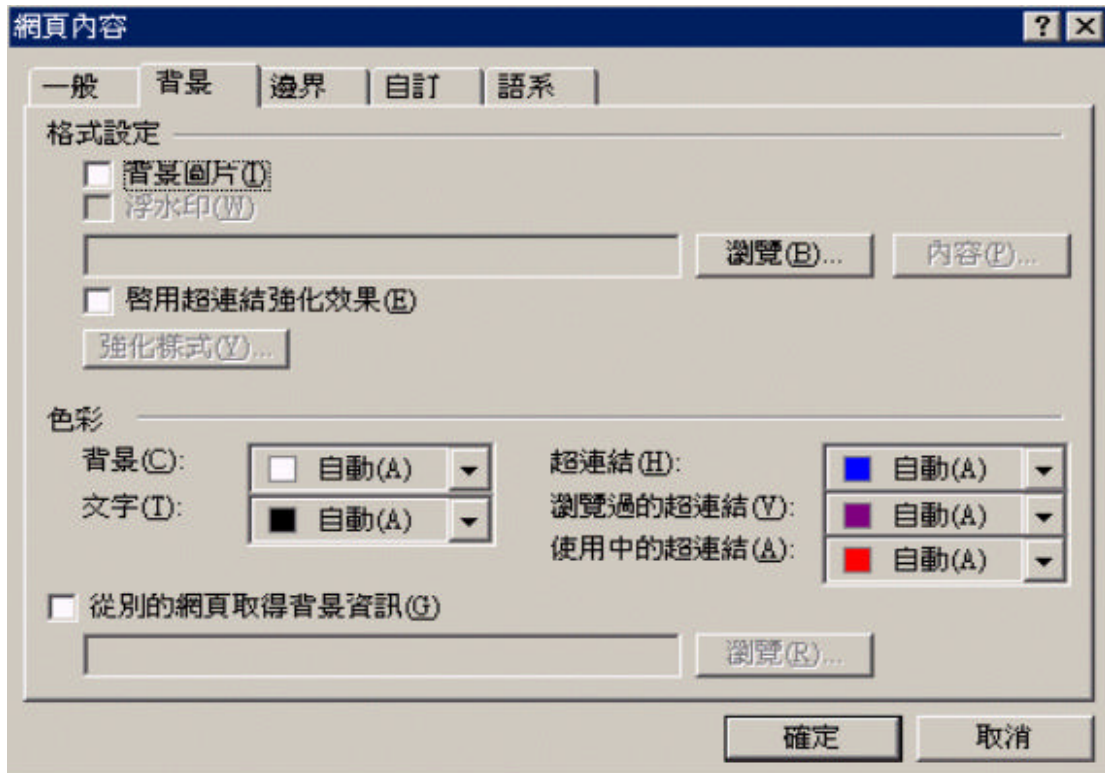 網頁內容
一般 背景 邊界 自訂 語系
格式設定
背景圖片(I)
浮水印(W)
瀏覽(B)... 內容(P)...
啓用超連結強化效果(E)
強化樣式(Y)...
色彩
背景(C): 自動(A) 超連結(H): 自動(A)
文字(T): 自動(A) 瀏覽過的超連結(V): 自動(A)
使用中的超連結(A): 自動(A)
從別的網頁取得背景資訊(G)
瀏覽(R)...
確定 取消